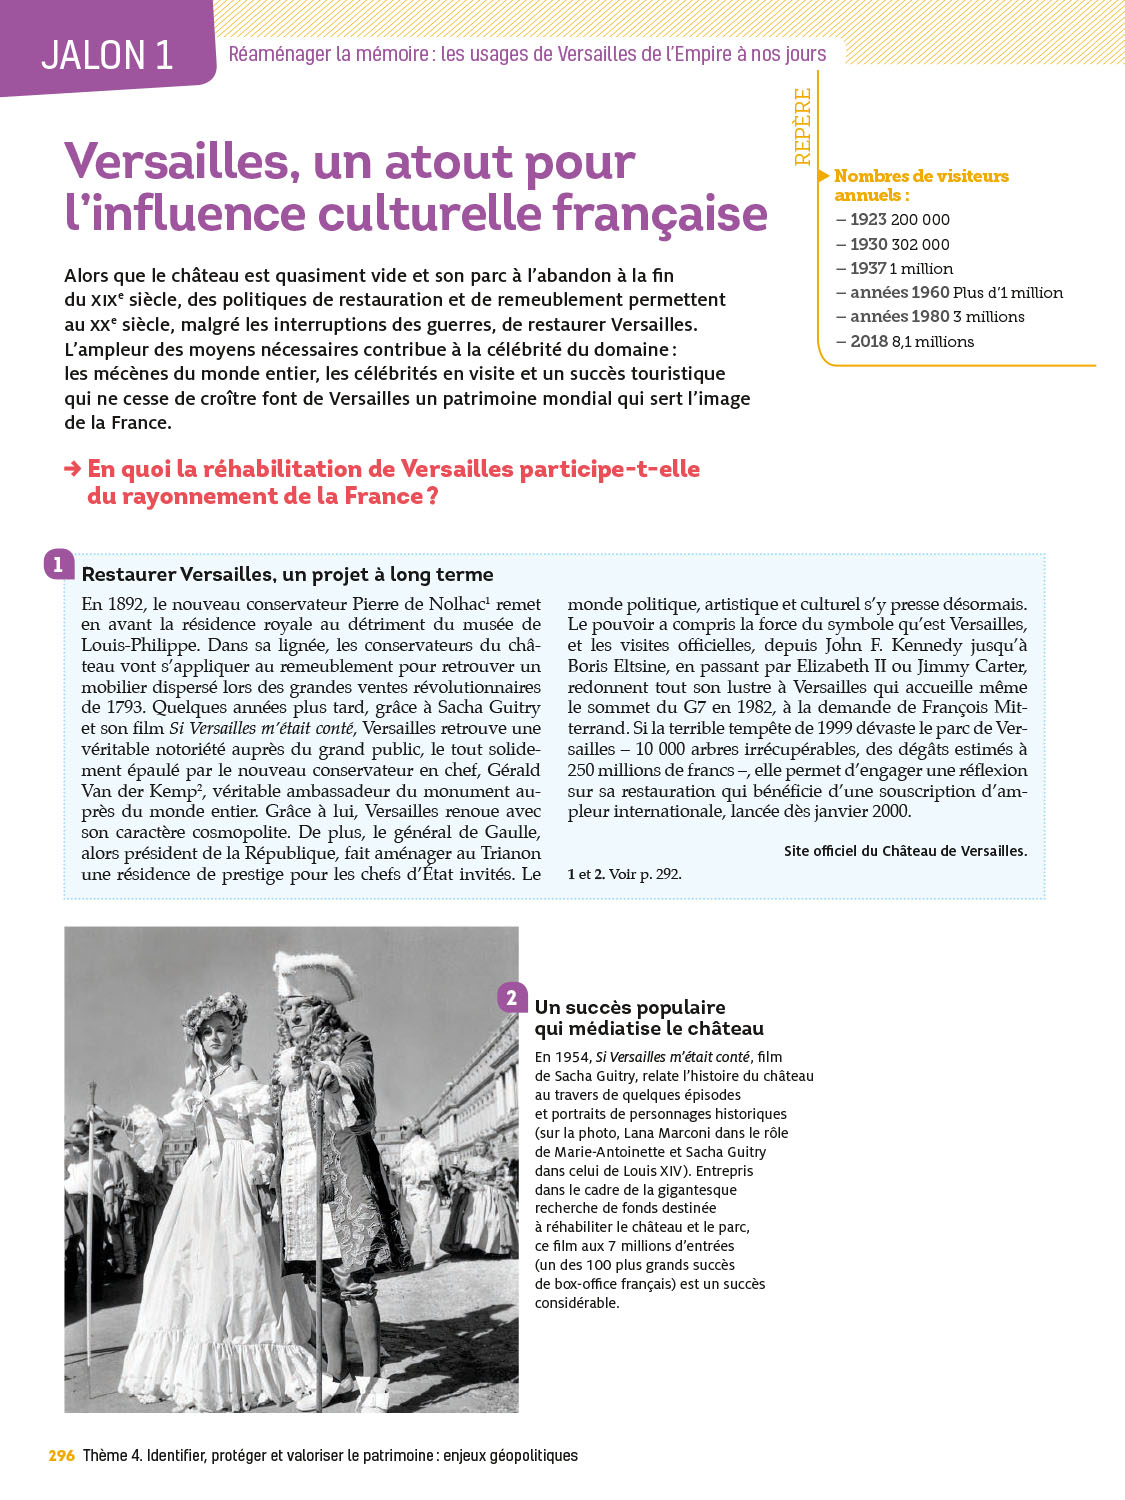 JALON 1
Réaménager la mémoire : les usages de Versailles de l'Empire à nos jours
Versailles, un atout pour
l'influence culturelle française
Alors que le château est quasiment vide et son parc à l'abandon à la fin
du XIXe siècle, des politiques de restauration et de remeublement permettent
au XXe siècle, malgré les interruptions des guerres, de restaurer Versailles.
L'ampleur des moyens nécessaires contribue à la célébrité du domaine :
les mécènes du monde entier, les célébrités en visite et un succès touristique
qui ne cesse de croître font de Versailles un patrimoine mondial qui sert l'image
de la France.
→ En quoi la réhabilitation de Versailles participe-t-elle
du rayonnement de la France ?
REPÈRE
Nombres de visiteurs
annuels :
– 1923 200 000
– 1930 302 000
– 1937 1 million
– années 1960 Plus d'1 million
– années 1980 3 millions
– 2018 8,1 millions
1
Restaurer Versailles, un projet à long terme
En 1892, le nouveau conservateur Pierre de Nolhac¹ remet
en avant la résidence royale au détriment du musée de
Louis-Philippe. Dans sa lignée, les conservateurs du châ-
teau vont s'appliquer au remeublement pour retrouver un
mobilier dispersé lors des grandes ventes révolutionnaires
de 1793. Quelques années plus tard, grâce à Sacha Guitry
et son film Si Versailles m'était conté, Versailles retrouve une
véritable notoriété auprès du grand public, le tout solide-
ment épaulé par le nouveau conservateur en chef, Gérald
Van der Kemp², véritable ambassadeur du monument au-
près du monde entier. Grâce à lui, Versailles renoue avec
son caractère cosmopolite. De plus, le général de Gaulle,
alors président de la République, fait aménager au Trianon
une résidence de prestige pour les chefs d'État invités. Le
monde politique, artistique et culturel s'y presse désormais.
Le pouvoir a compris la force du symbole qu'est Versailles,
et les visites officielles, depuis John F. Kennedy jusqu'à
Boris Eltsine, en passant par Elizabeth II ou Jimmy Carter,
redonnent tout son lustre à Versailles qui accueille même
le sommet du G7 en 1982, à la demande de François Mit-
terrand. Si la terrible tempête de 1999 dévaste le parc de Ver-
sailles – 10 000 arbres irrécupérables, des dégâts estimés à
250 millions de francs –, elle permet d'engager une réflexion
sur sa restauration qui bénéficie d'une souscription d'am-
pleur internationale, lancée dès janvier 2000.
Site officiel du Château de Versailles.
1 et 2. Voir p. 292.
2
Un succès populaire
qui médiatise le château
En 1954, Si Versailles m'était conté, film
de Sacha Guitry, relate l'histoire du château
au travers de quelques épisodes
et portraits de personnages historiques
(sur la photo, Lana Marconi dans le rôle
de Marie-Antoinette et Sacha Guitry
dans celui de Louis XIV). Entrepris
dans le cadre de la gigantesque
recherche de fonds destinée
à réhabiliter le château et le parc,
ce film aux 7 millions d'entrées
(un des 100 plus grands succès
de box-office français) est un succès
considérable.
296 Thème 4. Identifier, protéger et valoriser le patrimoine : enjeux géopolitiques